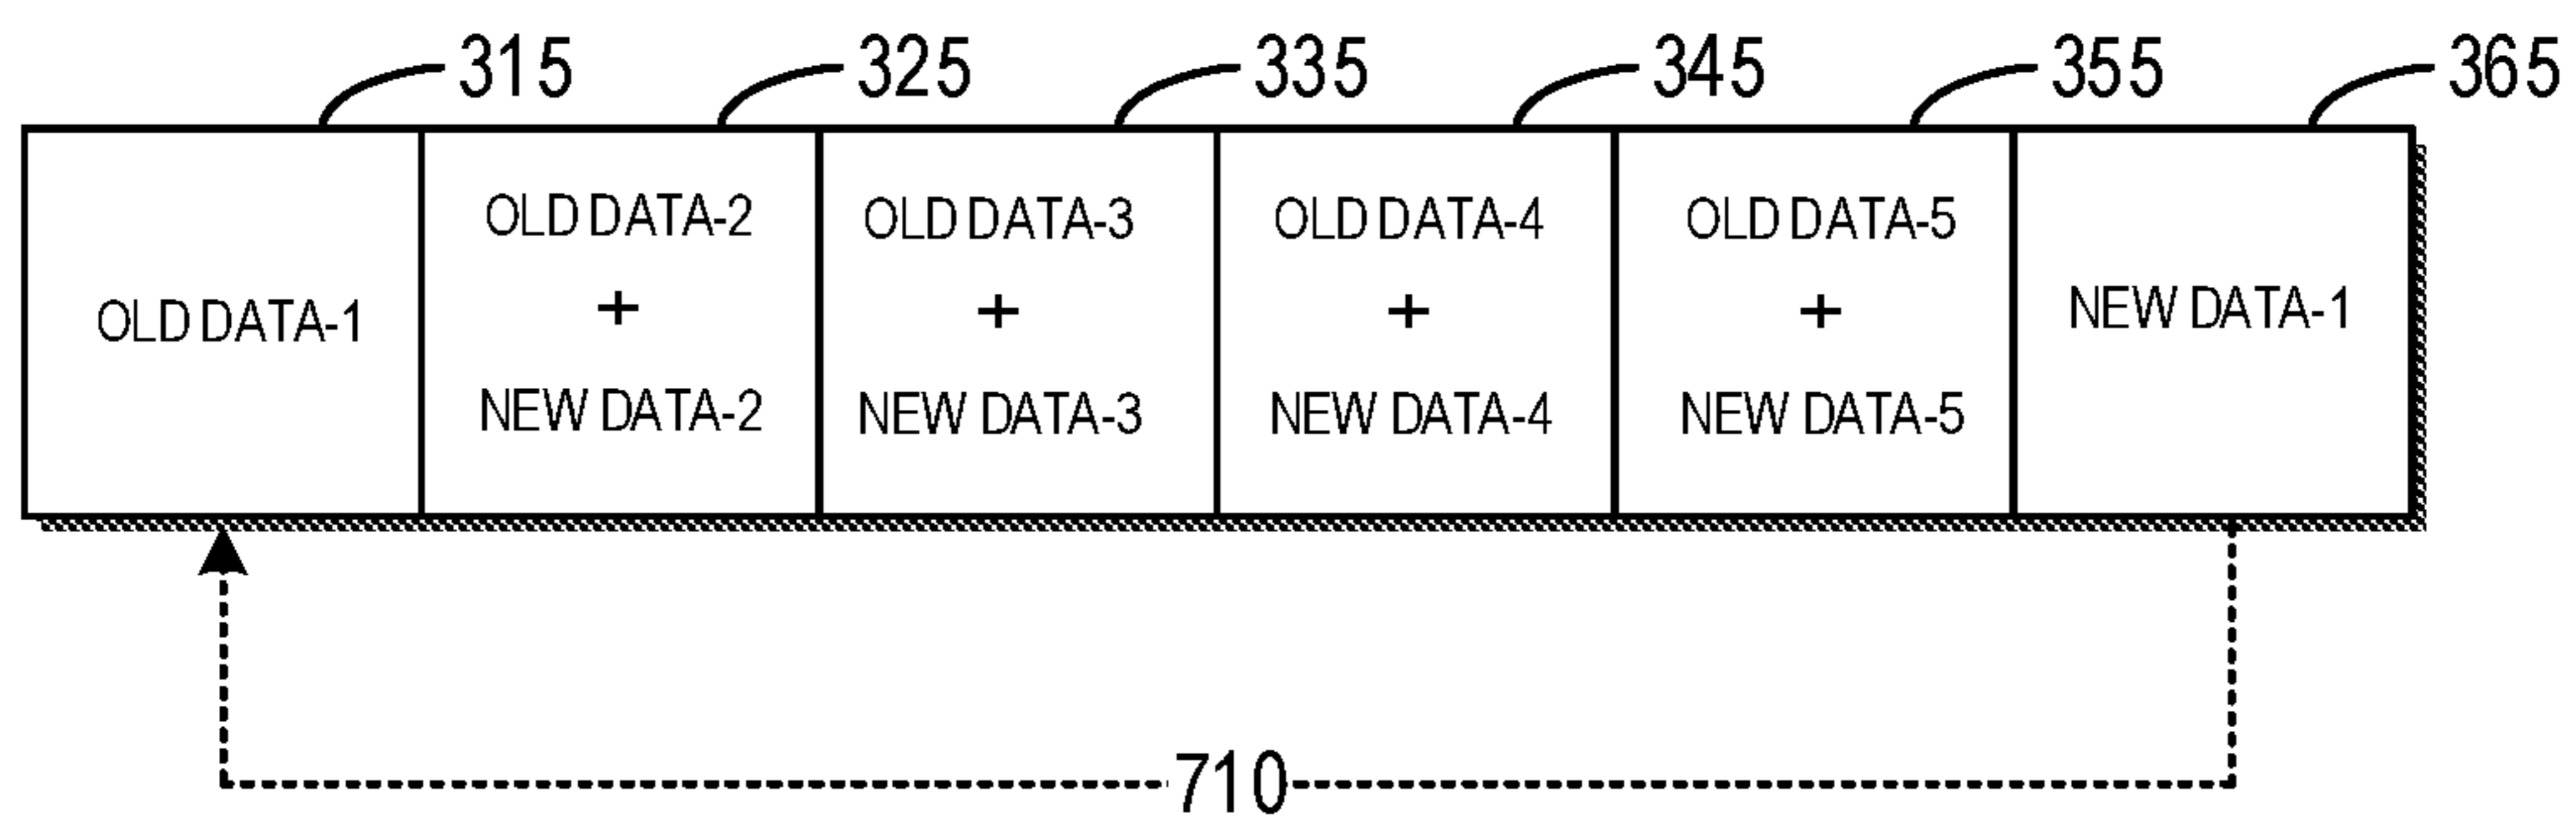 315 325 335 345 355 365
OLD DATA-1
OLD DATA-2
+
NEW DATA-2
OLD DATA-3
+
NEW DATA-3
OLD DATA-4
+
NEW DATA-4
OLD DATA-5
+
NEW DATA-5
NEW DATA-1
710